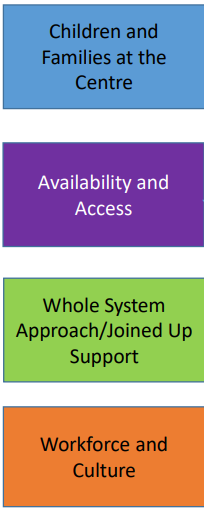 Children and
Families at the
Centre
Availability and
Access
Whole System
Approach/Joined Up
Support
Workforce and
Culture